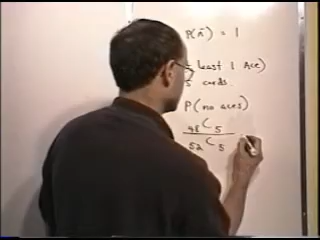 P(ñ) = 1
least 1 Ace)
5 cards.
P(no aces)
48C5
52C5